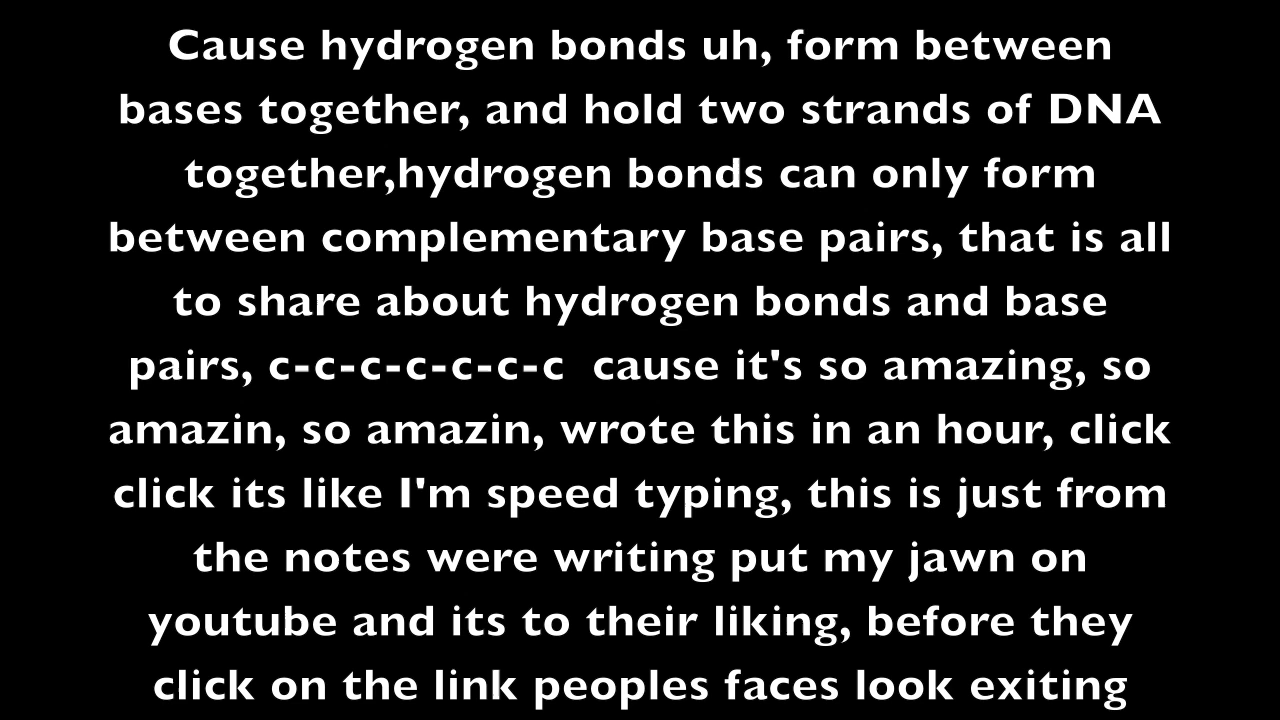 Cause hydrogen bonds uh, form between
bases together, and hold two strands of DNA
together,hydrogen bonds can only form
between complementary base pairs, that is all
to share about hydrogen bonds and base
pairs, c-c-c-c-c-c-c  cause it's so amazing, so
amazin, so amazin, wrote this in an hour, click
click its like I'm speed typing, this is just from
the notes were writing put my jawn on
youtube and its to their liking, before they
click on the link peoples faces look exiting